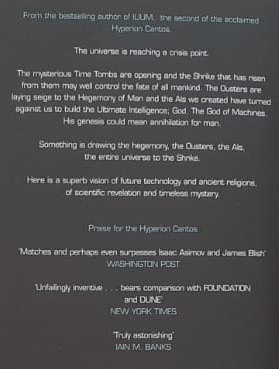 From the bestselling author of ILIUM, the second of the acclaimed
Hyperion Cantos.
The universe is reaching a crisis point.
The mysterious Time Tombs are opening and the Shrike that has risen
from them may well control the fate of all mankind. The Ousters are
laying seige to the Hegemony of Man and the AIs we created have turned
against us to build the Ultimate Intelligence; God. The God of Machines.
His genesis could mean annihilation for man.
Something is drawing the hegemony, the Ousters, the AIs,
the entire universe to the Shrike.
Here is a superb vision of future technology and ancient religions,
of scientific revelation and timeless mystery.
Praise for the Hyperion Cantos
'Matches and perhaps even surpasses Isaac Asimov and James Blish'
WASHINGTON POST
'Unfailingly inventive . . . bears comparison with FOUNDATION
and DUNE'
NEW YORK TIMES
'Truly astonishing'
IAIN M. BANKS